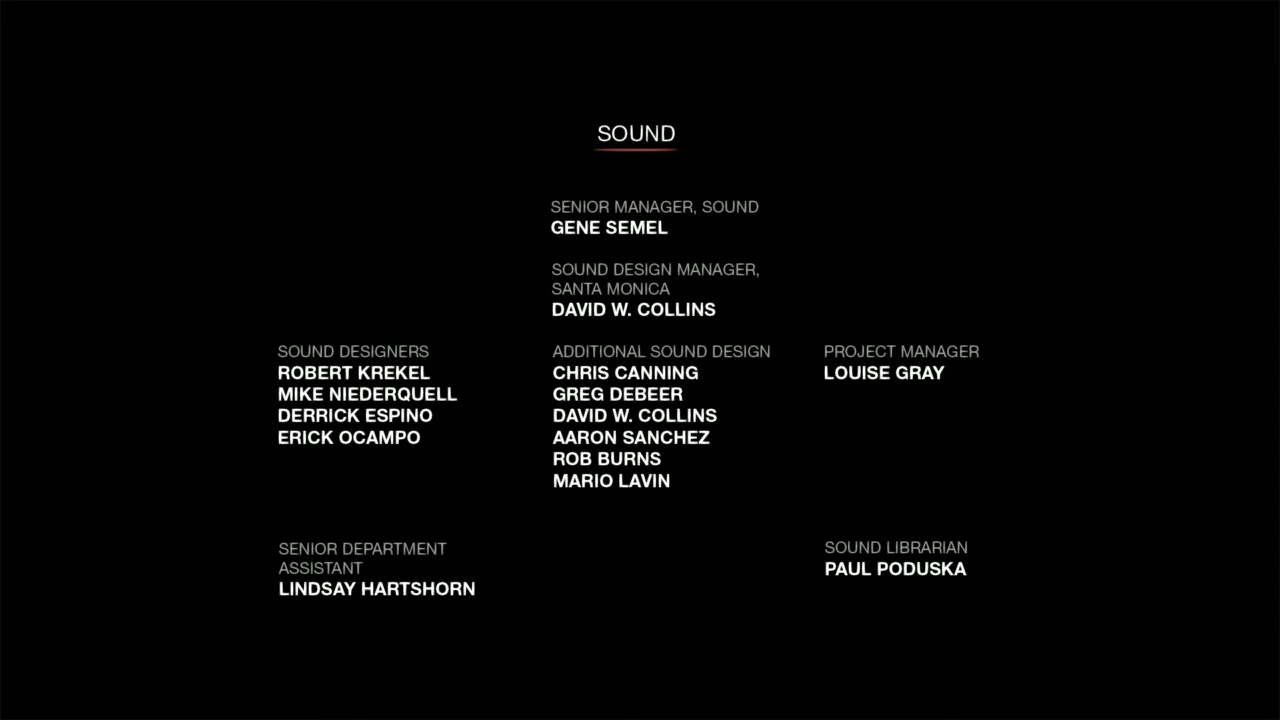 SOUND
SENIOR MANAGER, SOUND
GENE SEMEL
SOUND DESIGN MANAGER,
SANTA MONICA
DAVID W. COLLINS
SOUND DESIGNERS
ROBERT KREKEL
MIKE NIEDERQUELL
DERRICK ESPINO
ERICK OCAMPO
ADDITIONAL SOUND DESIGN
CHRIS CANNING
GREG DEBEER
DAVID W. COLLINS
AARON SANCHEZ
ROB BURNS
MARIO LAVIN
PROJECT MANAGER
LOUISE GRAY
SENIOR DEPARTMENT
ASSISTANT
LINDSAY HARTSHORN
SOUND LIBRARIAN
PAUL PODUSKA